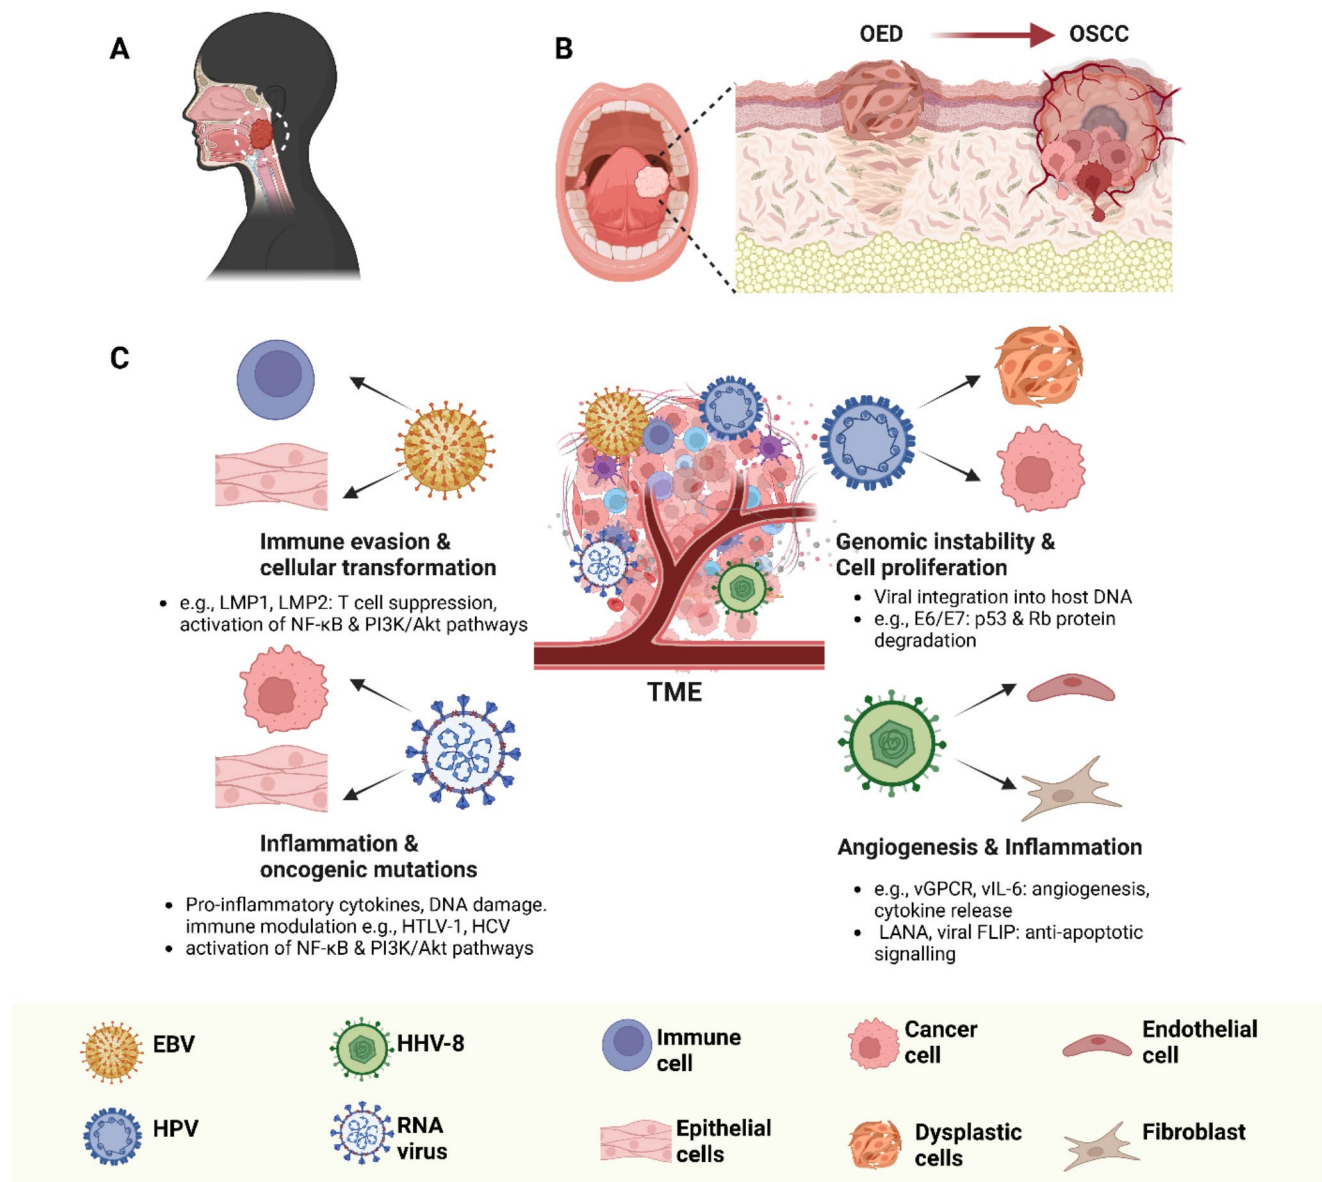 A
B
OED
OSCC
C
Immune evasion &
cellular transformation
• e.g., LMP1, LMP2: T cell suppression,
activation of NF-κB & PI3K/Akt pathways
Genomic instability &
Cell proliferation
• Viral integration into host DNA
• e.g., E6/E7: p53 & Rb protein
degradation
TME
Inflammation &
oncogenic mutations
• Pro-inflammatory cytokines, DNA damage.
immune modulation e.g., HTLV-1, HCV
• activation of NF-κB & PI3K/Akt pathways
Angiogenesis & Inflammation
• e.g., vGPCR, vIL-6: angiogenesis,
cytokine release
• LANA, viral FLIP: anti-apoptotic
signalling
EBV
HHV-8
Immune
cell
Cancer
cell
Endothelial
cell
HPV
RNA
virus
Epithelial
cells
Dysplastic
cells
Fibroblast